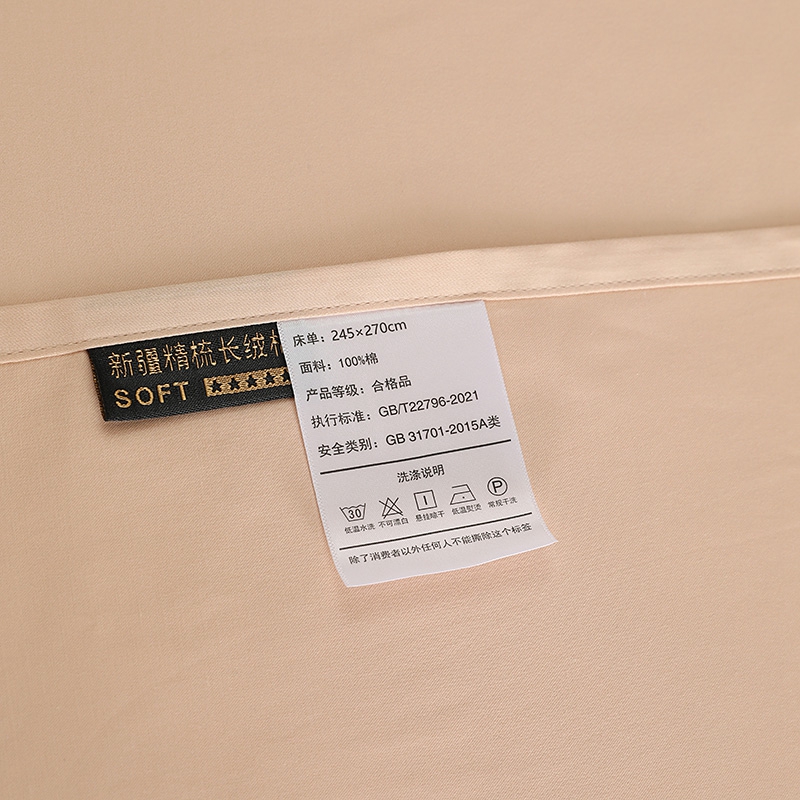 新疆精梳长绒
SOFT ★★★★
床单：245×270cm
面料：100%棉
产品等级：合格品
执行标准：GB/T22796-2021
安全类别：GB 31701-2015A类
洗涤说明
30 P
低温水洗 不可漂白 悬挂晾干 低温熨烫 常规干洗
除了消费者以外任何人不能撕除这个标签